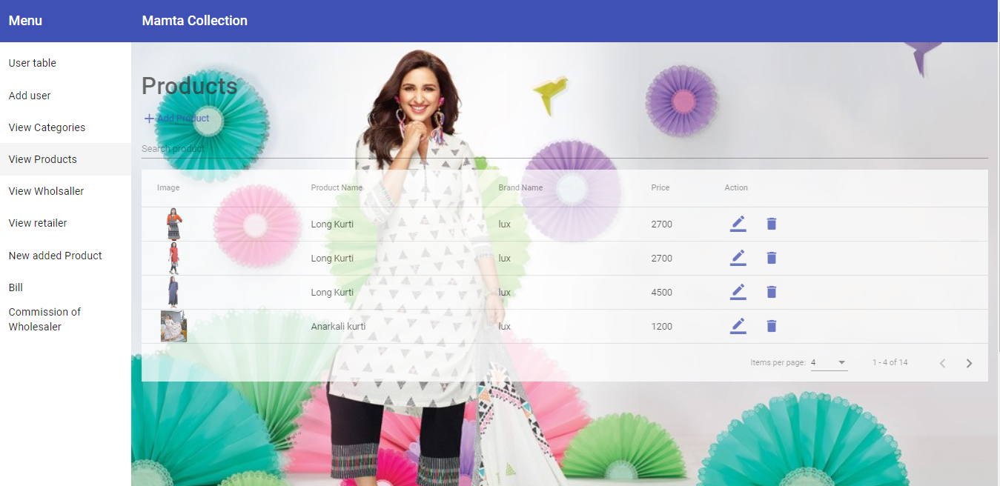 Menu
Mamta Collection
User table
Add user
View Categories
View Products
View Wholsaller
View retailer
New added Product
Bill
Commission of
Wholesaler
Products
Add Product
Search product
Image Product Name Brand Name Price Action
Long Kurti lux 2700
Long Kurti lux 2700
Long Kurti lux 4500
Anarkali kurti lux 1200
Items per page: 4 1 - 4 of 14